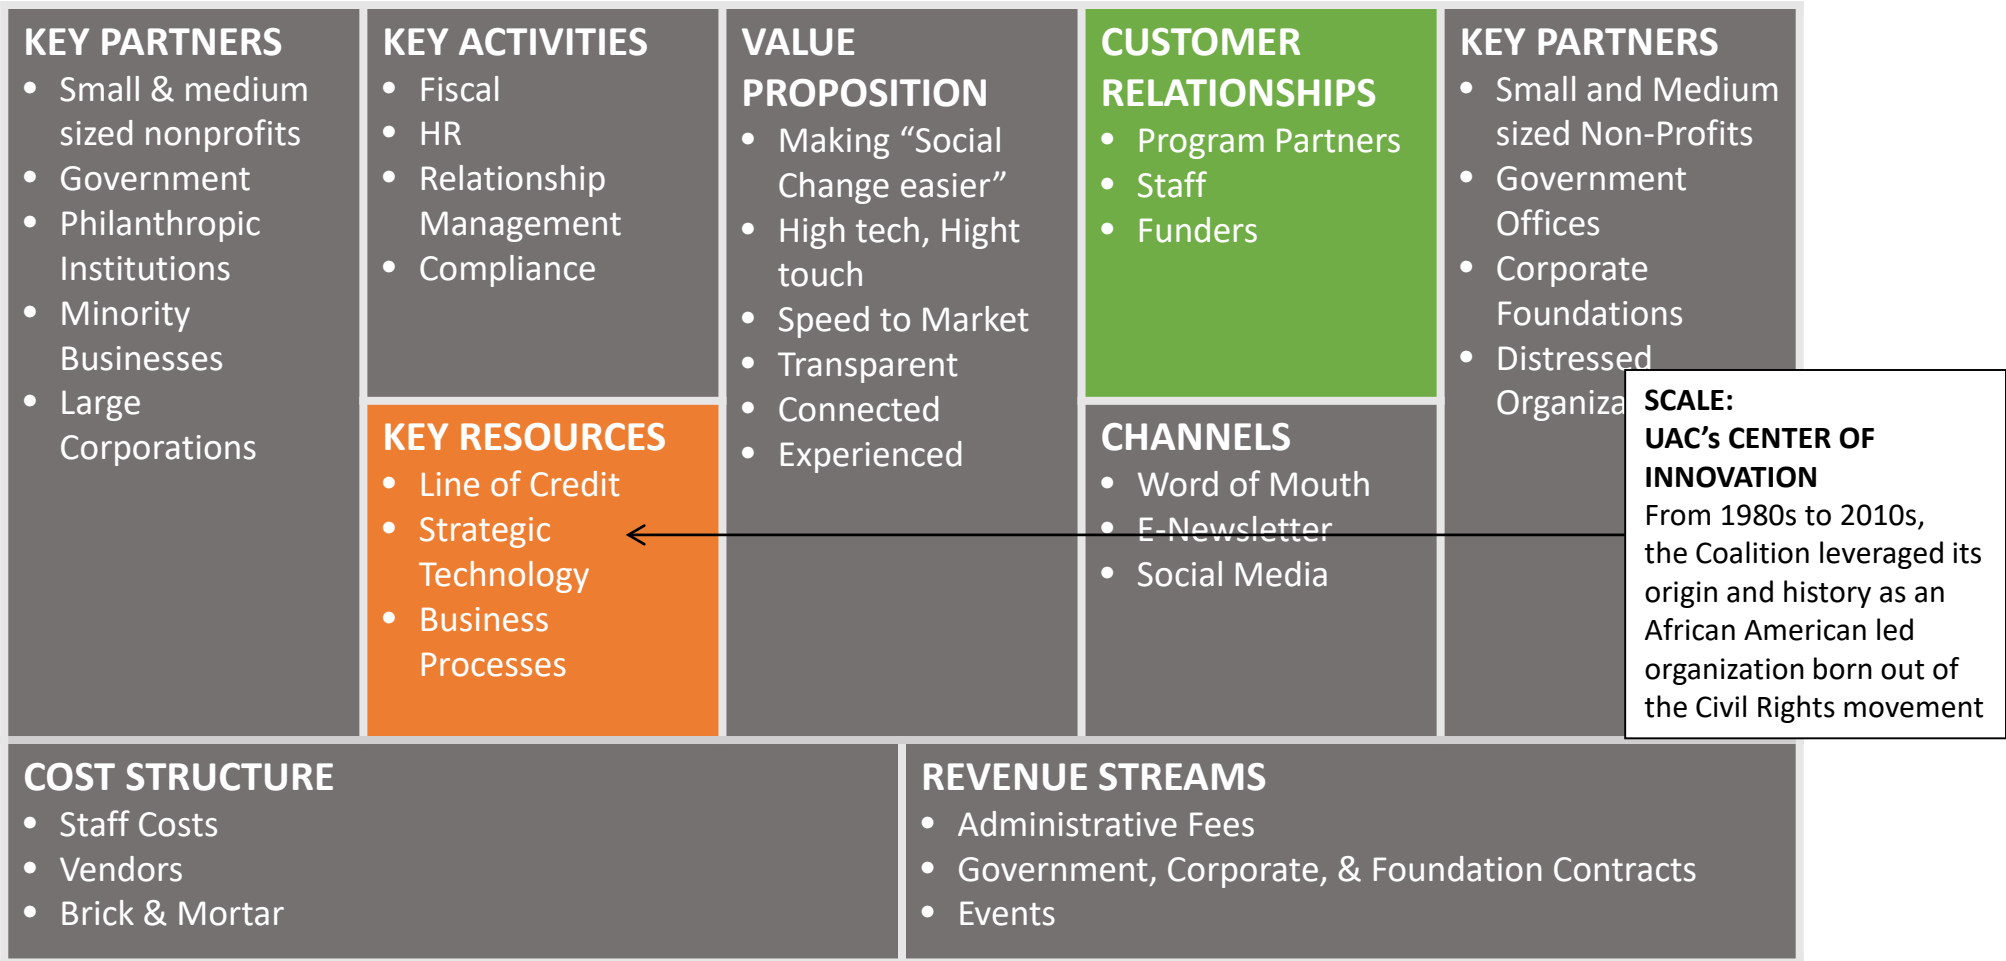 KEY PARTNERS
• Small & medium
sized nonprofits
• Government
• Philanthropic
Institutions
• Minority
Businesses
• Large
Corporations
KEY ACTIVITIES
• Fiscal
• HR
• Relationship
Management
• Compliance
KEY RESOURCES
• Line of Credit
• Strategic
Technology
• Business
Processes
VALUE
PROPOSITION
• Making “Social
Change easier”
• High tech, Hight
touch
• Speed to Market
• Transparent
• Connected
• Experienced
CUSTOMER
RELATIONSHIPS
• Program Partners
• Staff
• Funders
CHANNELS
• Word of Mouth
• E-Newsletter
• Social Media
KEY PARTNERS
• Small and Medium
sized Non-Profits
• Government
Offices
• Corporate
Foundations
• Distressed
Organiza
SCALE:
UAC’s CENTER OF
INNOVATION
From 1980s to 2010s,
the Coalition leveraged its
origin and history as an
African American led
organization born out of
the Civil Rights movement
COST STRUCTURE
• Staff Costs
• Vendors
• Brick & Mortar
REVENUE STREAMS
• Administrative Fees
• Government, Corporate, & Foundation Contracts
• Events